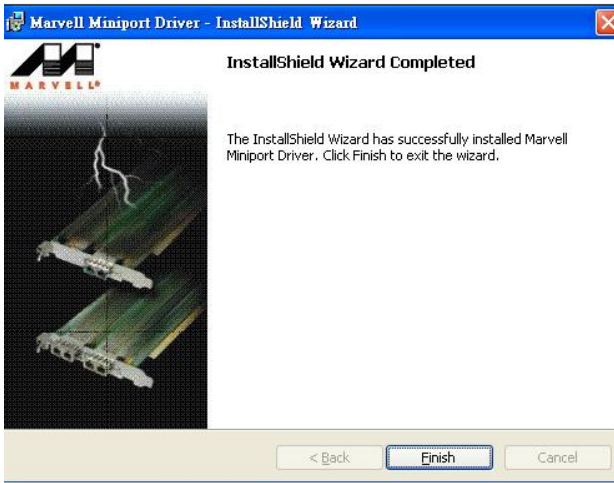 Marvell Miniport Driver - InstallShield Wizard
MARVELL®
InstallShield Wizard Completed
The InstallShield Wizard has successfully installed Marvell
Miniport Driver. Click Finish to exit the wizard.
< Back
Finish
Cancel